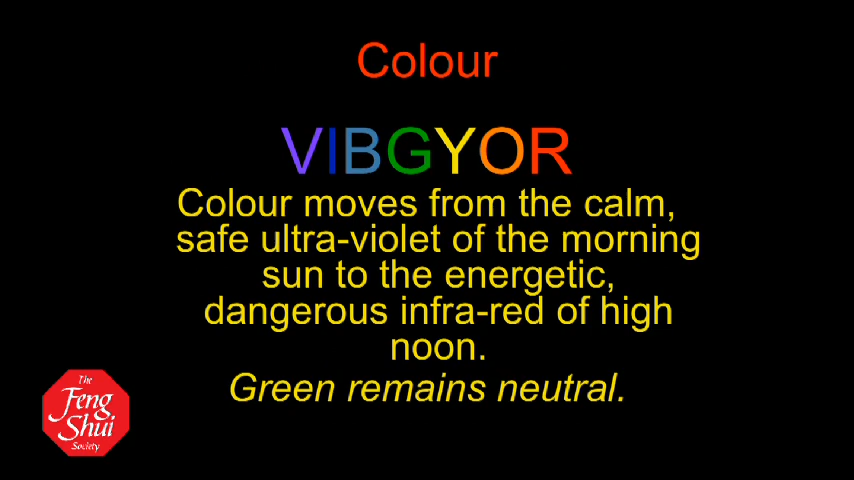 Colour
VIBGYOR
Colour moves from the calm,
safe ultra-violet of the morning
sun to the energetic,
dangerous infra-red of high
noon.
Green remains neutral.
The
Feng
Shui
Society